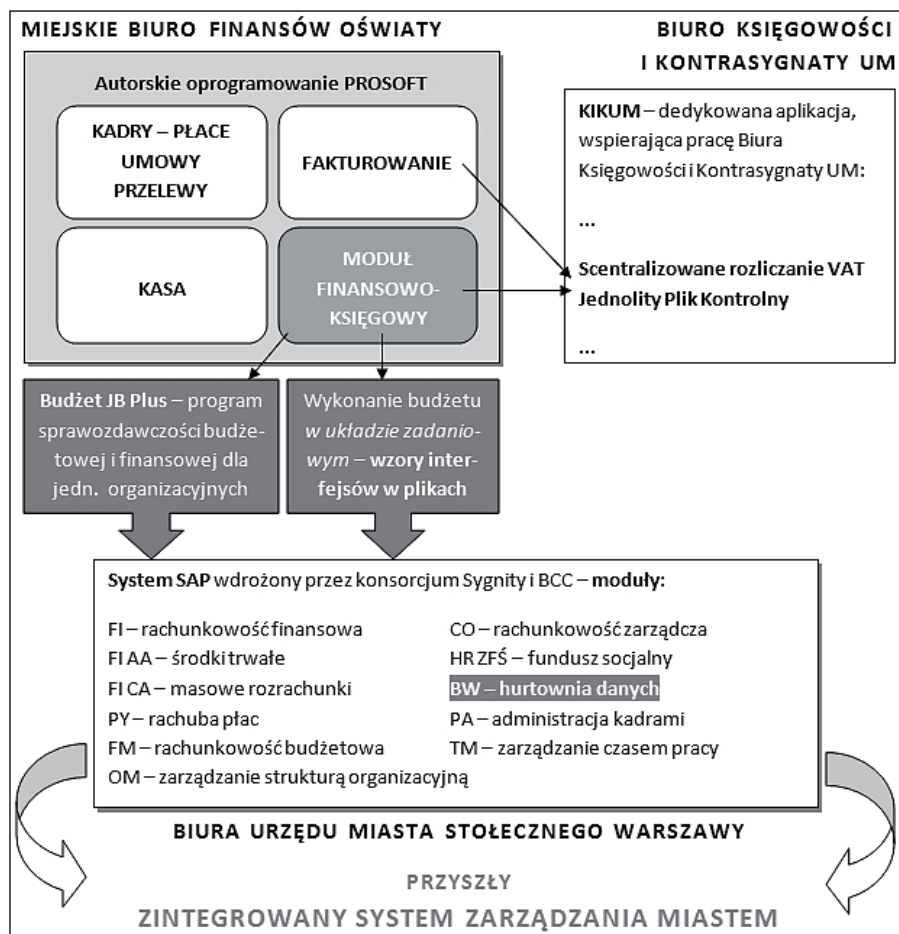 MIEJSKIE BIURO FINANSÓW OŚWIATY
BIURO KSIĘGOWOŚCI
I KONTRASYGNATY UM
Autorskie oprogramowanie PROSOFT
KADRY – PŁACE
UMOWY
PRZELEWY
FAKTUROWANIE
KASA
MODUŁ
FINANSOWO-
KSIĘGOWY
KIKUM – dedykowana aplikacja,
wspierająca pracę Biura
Księgowości i Kontrasygnaty UM:
...
Scentralizowane rozliczanie VAT
Jednolity Plik Kontrolny
...
Budżet JB Plus – program
sprawozdawczości budże-
towej i finansowej dla
jedn. organizacyjnych
Wykonanie budżetu
w układzie zadanio-
wym – wzory inter-
fejsów w plikach
System SAP wdrożony przez konsorcjum Sygnity i BCC – moduły:
FI – rachunkowość finansowa
FI AA – środki trwałe
FI CA – masowe rozrachunki
PY – rachuba płac
FM – rachunkowość budżetowa
OM – zarządzanie strukturą organizacyjną
CO – rachunkowość zarządcza
HR ZFŚ – fundusz socjalny
BW – hurtownia danych
PA – administracja kadrami
TM – zarządzanie czasem pracy
BIURA URZĘDU MIASTA STOŁECZNEGO WARSZAWY
PRZYSZŁY
ZINTEGROWANY SYSTEM ZARZĄDZANIA MIASTEM